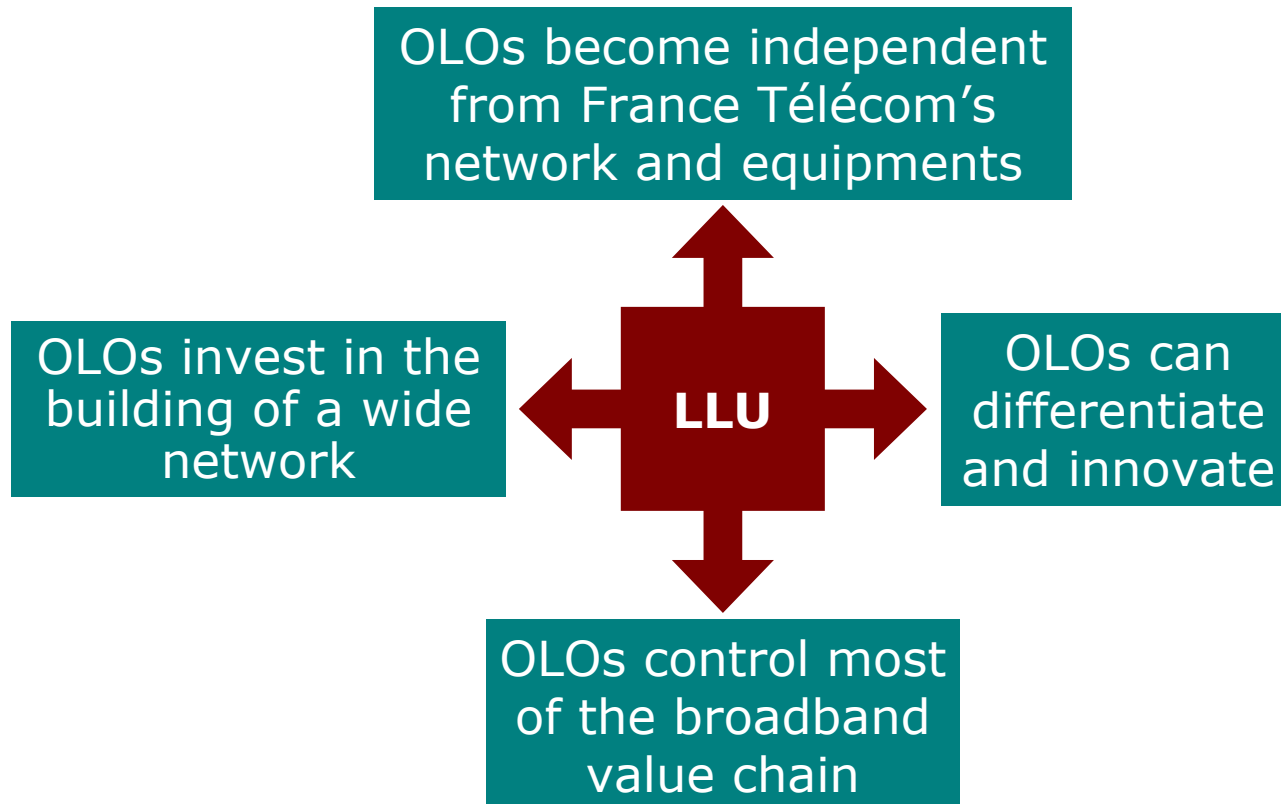 OLOs become independent
from France Télécom’s
network and equipments
OLOs invest in the
building of a wide
network
LLU
OLOs can
differentiate
and innovate
OLOs control most
of the broadband
value chain